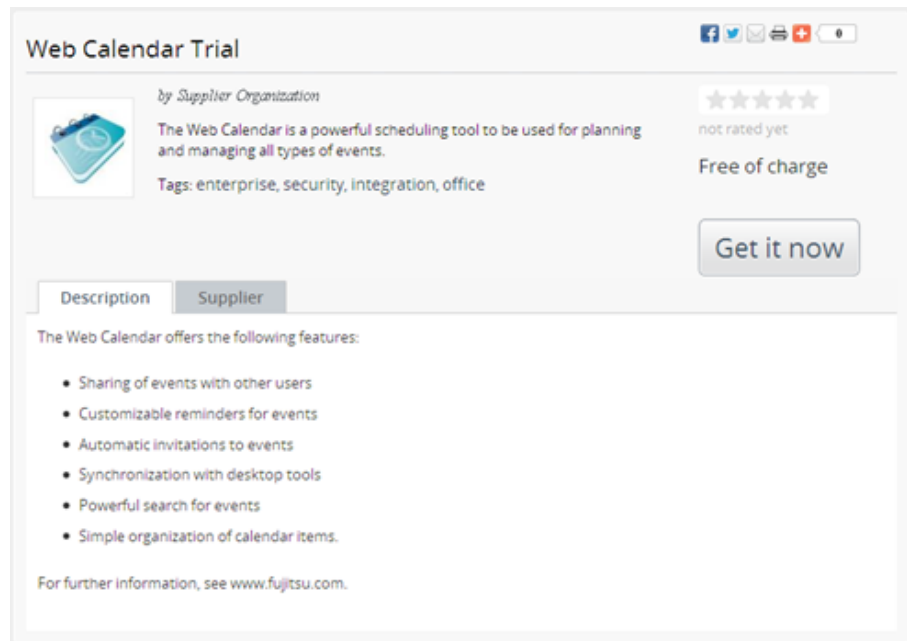 Web Calendar Trial
0
by Supplier Organization
The Web Calendar is a powerful scheduling tool to be used for planning
and managing all types of events.
Tags: enterprise, security, integration, office
not rated yet
Free of charge
Get it now
Description
Supplier
The Web Calendar offers the following features:
• Sharing of events with other users
• Customizable reminders for events
• Automatic invitations to events
• Synchronization with desktop tools
• Powerful search for events
• Simple organization of calendar items.
For further information, see www.fujitsu.com.